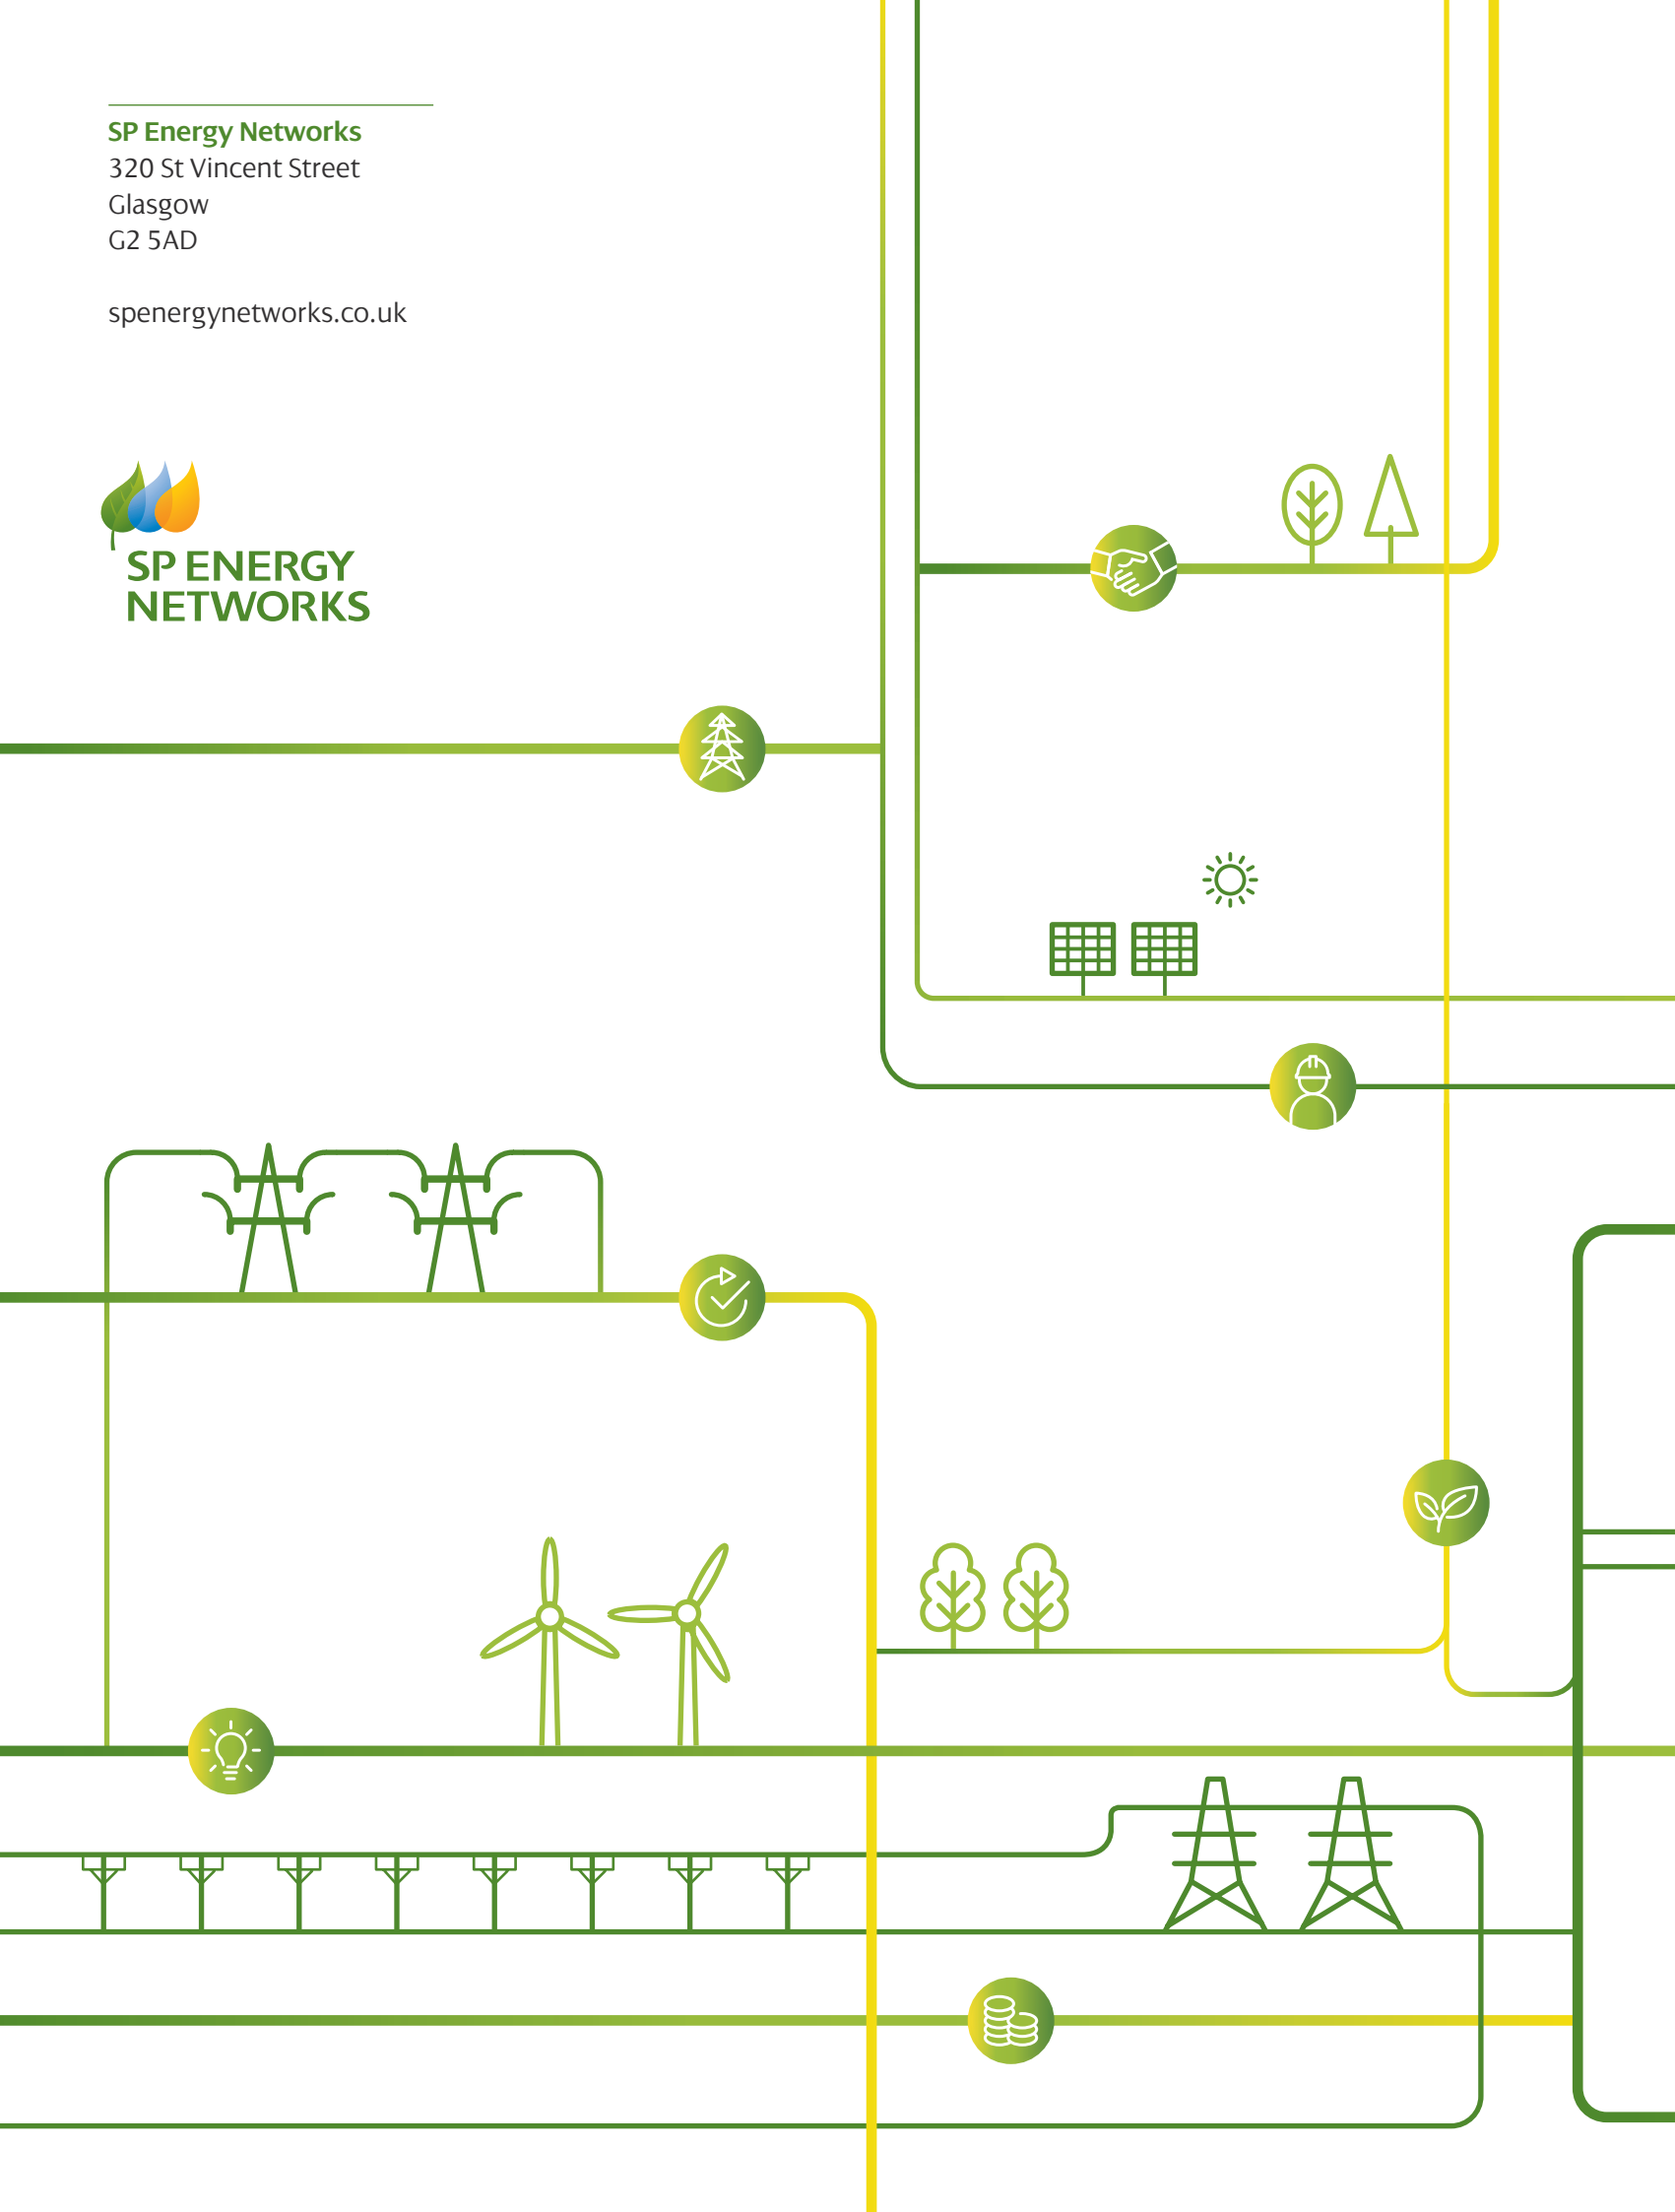 SP Energy Networks
320 St Vincent Street
Glasgow
G2 5AD
spenergynetworks.co.uk
SP ENERGY
NETWORKS